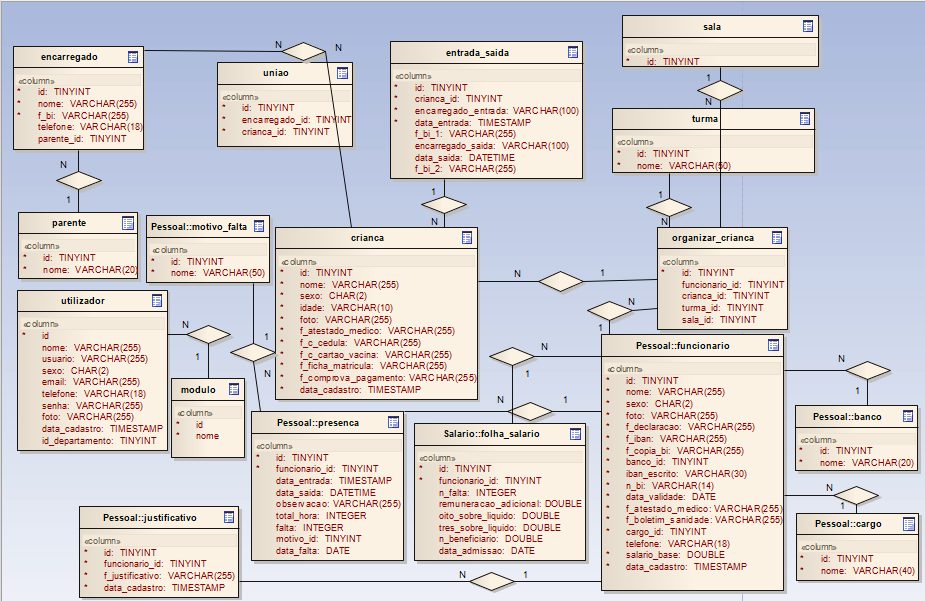 sala
«column»
* id: TINYINT
encarregado
«column»
* id: TINYINT
* nome: VARCHAR(255)
* f_bi: VARCHAR(255)
telefone: VARCHAR(18)
parente_id: TINYINT
N
N
uniao
«column»
* id: TINYINT
* encarregado_id: TINYINT
* crianca_id: TINYINT
entrada_saida
«column»
* id: TINYINT
* crianca_id: TINYINT
* encarregado_entrada: VARCHAR(100)
* data_entrada: TIMESTAMP
f_bi_1: VARCHAR(255)
encarregado_saida: VARCHAR(100)
data_saida: DATETIME
f_bi_2: VARCHAR(255)
1
N
turma
«column»
* id: TINYINT
* nome: VARCHAR(50)
N
1
1
N
1
N
parente
«column»
* id: TINYINT
* nome: VARCHAR(20)
Pessoal::motivo_falta
«column»
* id: TINYINT
* nome: VARCHAR(50)
crianca
«column»
* id: TINYINT
* nome: VARCHAR(255)
* sexo: CHAR(2)
* idade: VARCHAR(10)
* foto: VARCHAR(255)
* f_atestado_medico: VARCHAR(255)
* f_c_cedula: VARCHAR(255)
* f_c_cartao_vacina: VARCHAR(255)
* f_ficha_matricula: VARCHAR(255)
* f_comprova_pagamento: VARCHAR(255)
* data_cadastro: TIMESTAMP
N
1
organizar_crianca
«column»
* id: TINYINT
funcionario_id: TINYINT
crianca_id: TINYINT
turma_id: TINYINT
sala_id: TINYINT
N
1
utilizador
«column»
* id
nome: VARCHAR(255)
usuario: VARCHAR(255)
sexo: CHAR(2)
email: VARCHAR(255)
telefone: VARCHAR(18)
senha: VARCHAR(255)
foto: VARCHAR(255)
data_cadastro: TIMESTAMP
id_departamento: TINYINT
N
1
1
N
modulo
«column»
* id
* nome
N
1
N
1
Pessoal::funcionario
«column»
* id: TINYINT
* nome: VARCHAR(255)
* sexo: CHAR(2)
* foto: VARCHAR(255)
* f_declaracao: VARCHAR(255)
* f_iban: VARCHAR(255)
* f_copia_bi: VARCHAR(255)
* banco_id: TINYINT
* iban_escrito: VARCHAR(30)
* n_bi: VARCHAR(14)
* data_validade: DATE
* f_atestado_medico: VARCHAR(255)
* f_boletim_sanidade: VARCHAR(255)
* cargo_id: TINYINT
telefone: VARCHAR(18)
* salario_base: DOUBLE
* data_cadastro: TIMESTAMP
N
1
Pessoal::banco
«column»
* id: TINYINT
* nome: VARCHAR(20)
N
1
Pessoal::cargo
«column»
* id: TINYINT
* nome: VARCHAR(40)
Pessoal::presenca
«column»
* id: TINYINT
* funcionario_id: TINYINT
data_entrada: TIMESTAMP
data_saida: DATETIME
observacao: VARCHAR(255)
total_hora: INTEGER
falta: INTEGER
motivo_id: TINYINT
data_falta: DATE
Salario::folha_salario
«column»
* id: TINYINT
* funcionario_id: TINYINT
n_falta: INTEGER
remuneracao_adicional: DOUBLE
oito_sobre_liquido: DOUBLE
tres_sobre_liquido: DOUBLE
n_beneficiario: DOUBLE
data_admissao: DATE
Pessoal::justificativo
«column»
* id: TINYINT
* funcionario_id: TINYINT
* f_justificativo: VARCHAR(255)
* data_cadastro: TIMESTAMP
N
1